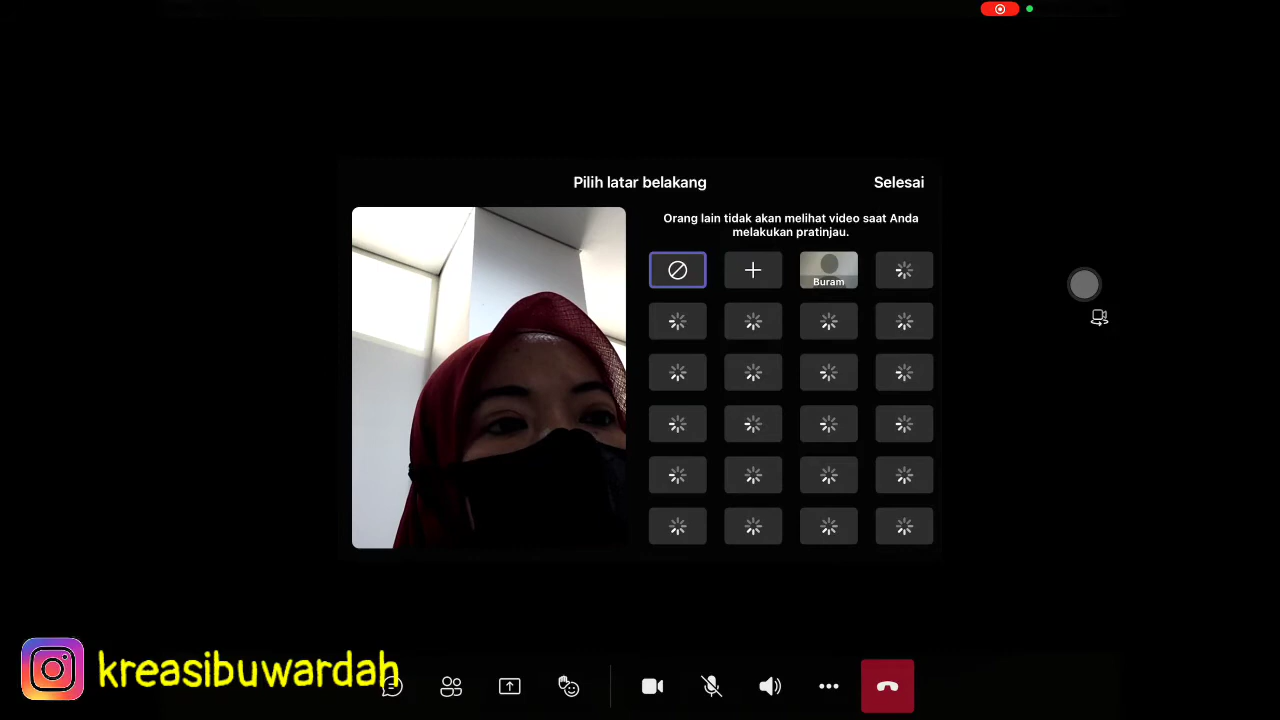 Pilih latar belakang
Selesai
Orang lain tidak akan melihat video saat Anda
melakukan pratinjau.
Buram
kreasibuwardah